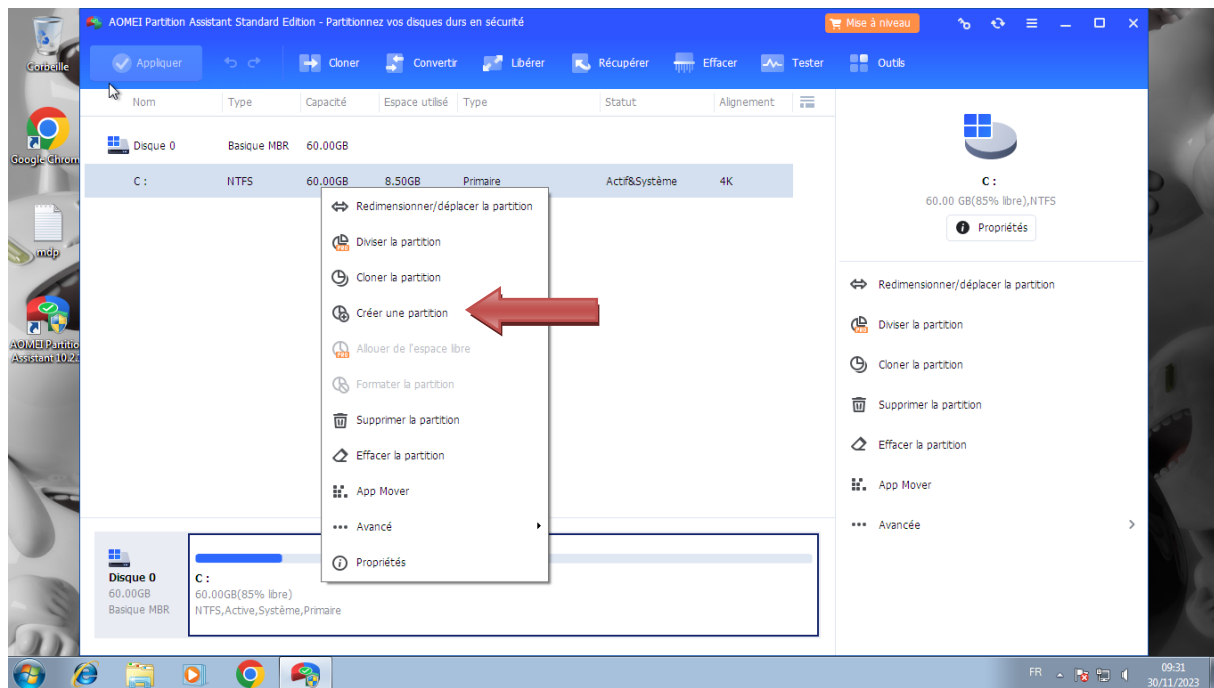 AOMEI Partition Assistant Standard Edition - Partitionnez vos disques durs en sécurité
Mise à niveau
Appliquer
Cloner
Convertir
Libérer
Récupérer
Effacer
Tester
Outils
Corbeille
Google Chrom
mdp
AOMEI Partitio
Assistant 10.2
Nom Type Capacité Espace utilisé Type Statut Alignement
Disque 0 Basique MBR 60.00GB
C : NTFS 60.00GB 8.50GB Primaire Actif&Système 4K
Redimensionner/déplacer la partition
Diviser la partition
PRO
Cloner la partition
Créer une partition
Allouer de l'espace libre
PRO
Formater la partition
Supprimer la partition
Effacer la partition
App Mover
Avancé
Propriétés
C :
60.00 GB(85% libre),NTFS
Propriétés
Redimensionner/déplacer la partition
Diviser la partition
PRO
Cloner la partition
Supprimer la partition
Effacer la partition
App Mover
Avancée
Disque 0
60.00GB
Basique MBR
C :
60.00GB(85% libre)
NTFS,Active,Système,Primaire
FR
09:31
30/11/2023